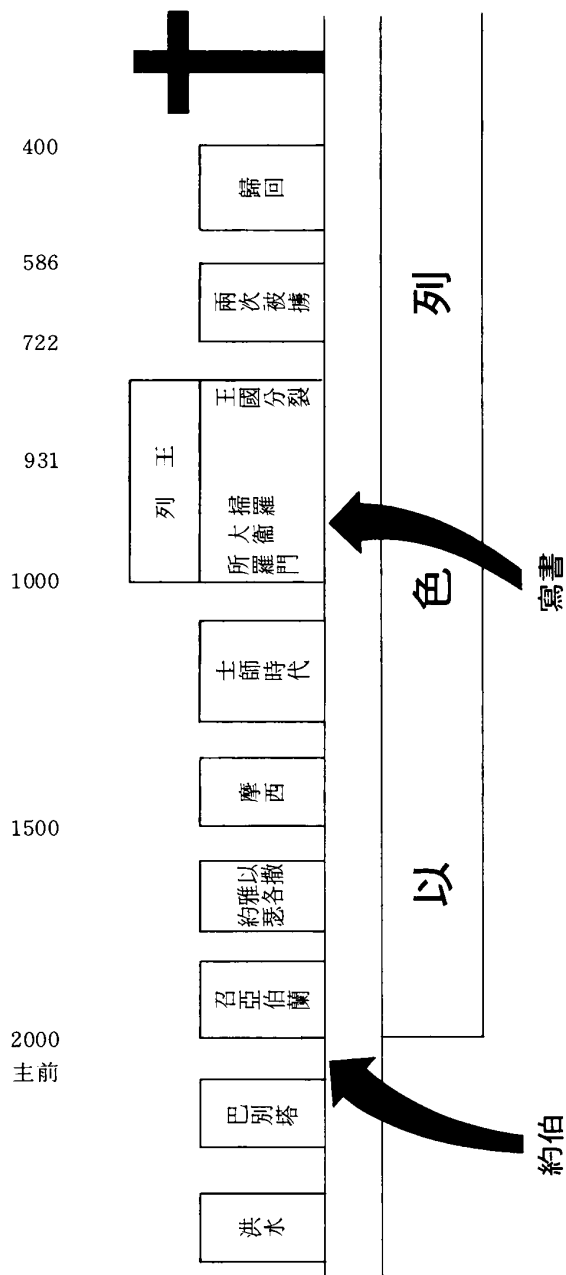 列王
洪水
巴別塔
召亞伯蘭
以撒
雅各
約瑟
摩西
士師時代
掃羅
大衛
所羅門
王國分裂
兩次被擄
歸回
以色列
約伯
寫書
主前
2000
1500
1000
931
722
586
400